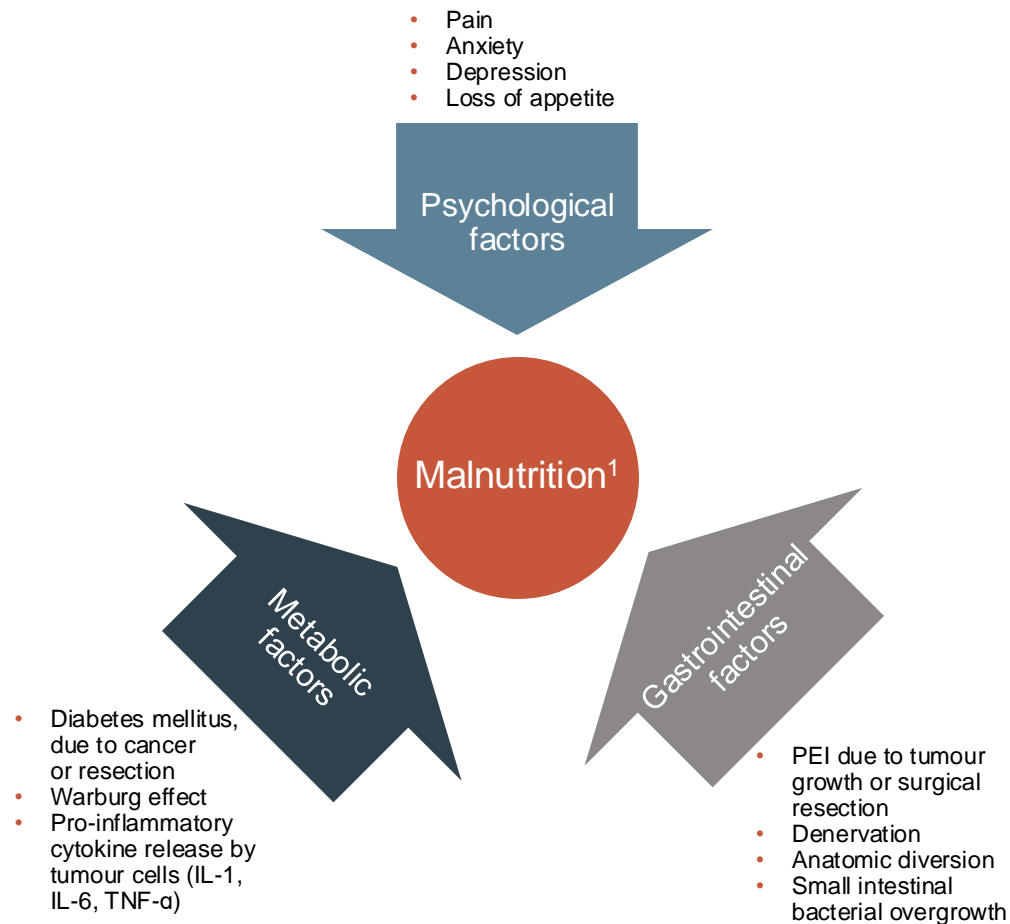 • Pain
• Anxiety
• Depression
• Loss of appetite
Psychological
factors
Malnutrition¹
Metabolic
factors
Gastrointestinal
factors
• Diabetes mellitus,
due to cancer
or resection
• Warburg effect
• Pro-inflammatory
cytokine release by
tumour cells (IL-1,
IL-6, TNF-α)
• PEI due to tumour
growth or surgical
resection
• Denervation
• Anatomic diversion
• Small intestinal
bacterial overgrowth